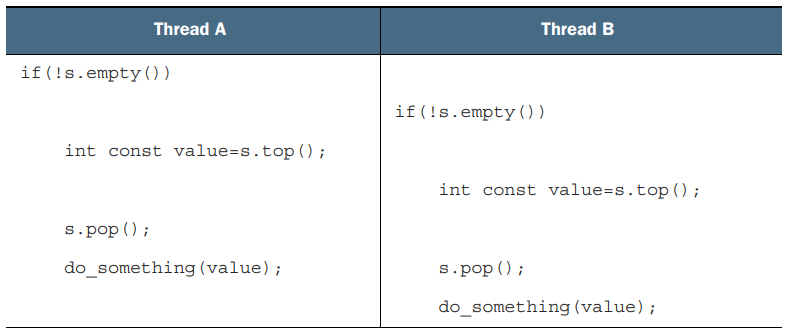 Thread A Thread B
if(!s.empty())
if(!s.empty())
int const value=s.top();
int const value=s.top();
s.pop();
do_something(value); s.pop();
do_something(value);